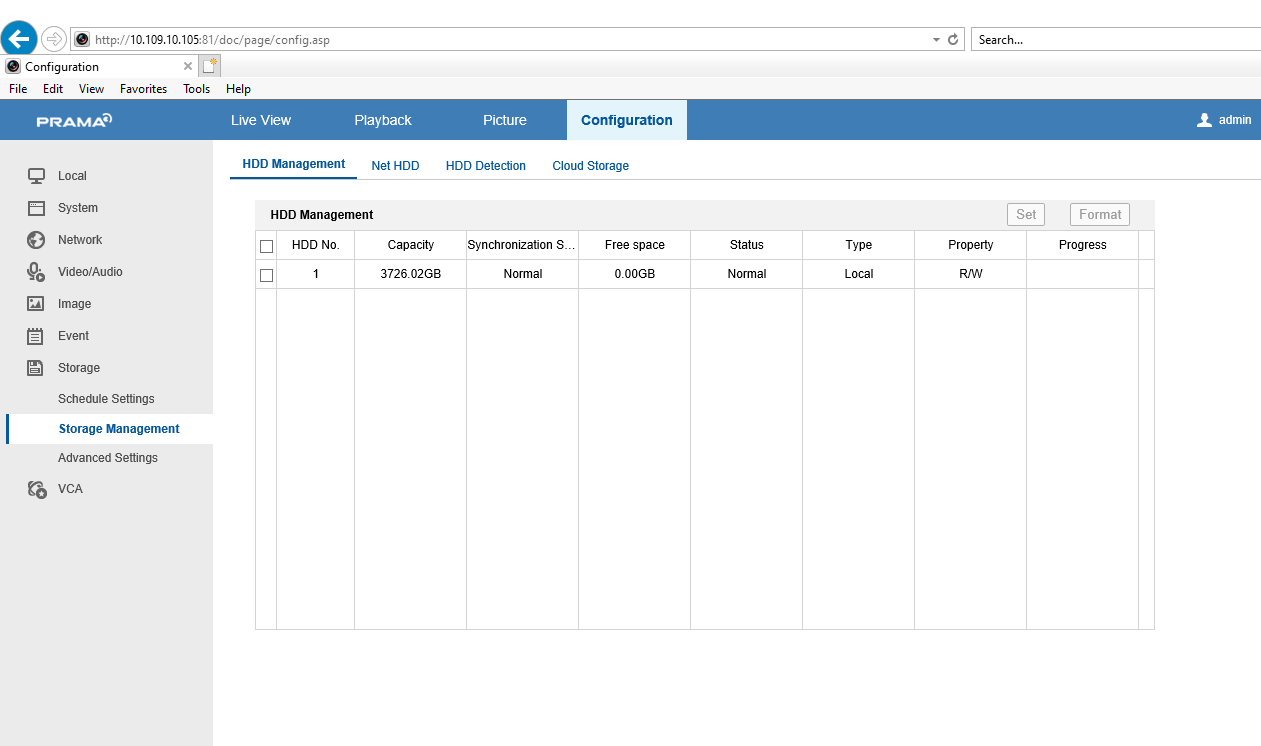 http://10.109.10.105:81/doc/page/config.asp
Search...
Configuration
File Edit View Favorites Tools Help
PRAMA
Live View Playback Picture Configuration admin
HDD Management Net HDD HDD Detection Cloud Storage
Local
System
Network
Video/Audio
Image
Event
Storage
Schedule Settings
Storage Management
Advanced Settings
VCA
HDD Management Set Format
HDD No. Capacity Synchronization S... Free space Status Type Property Progress
1 3726.02GB Normal 0.00GB Normal Local R/W